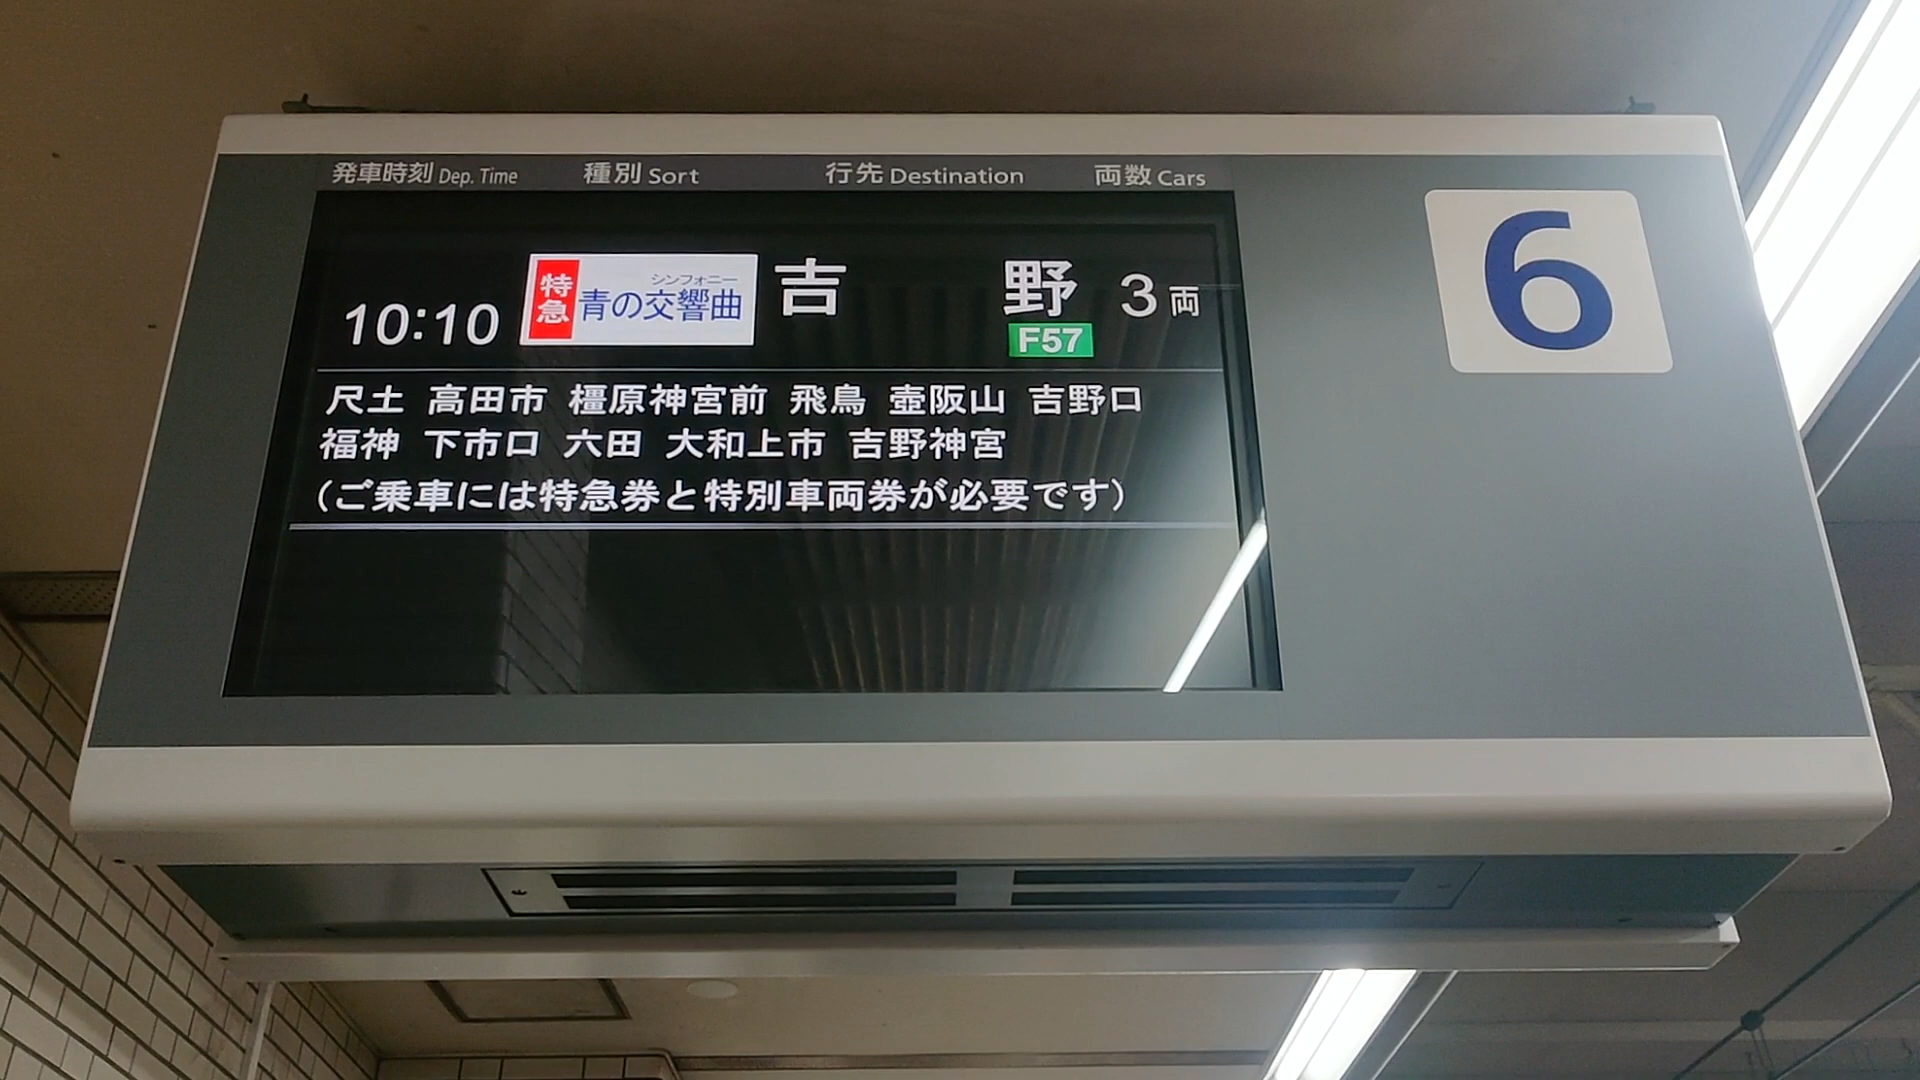 発車時刻 Dep. Time 種別 Sort 行先 Destination 両数 Cars
6
シンフォニー
10:10 特急 青の交響曲 吉野 3両
F57
尺土 高田市 橿原神宮前 飛鳥 壺阪山 吉野口
福神 下市口 六田 大和上市 吉野神宮
(ご乗車には特急券と特別車両券が必要です)